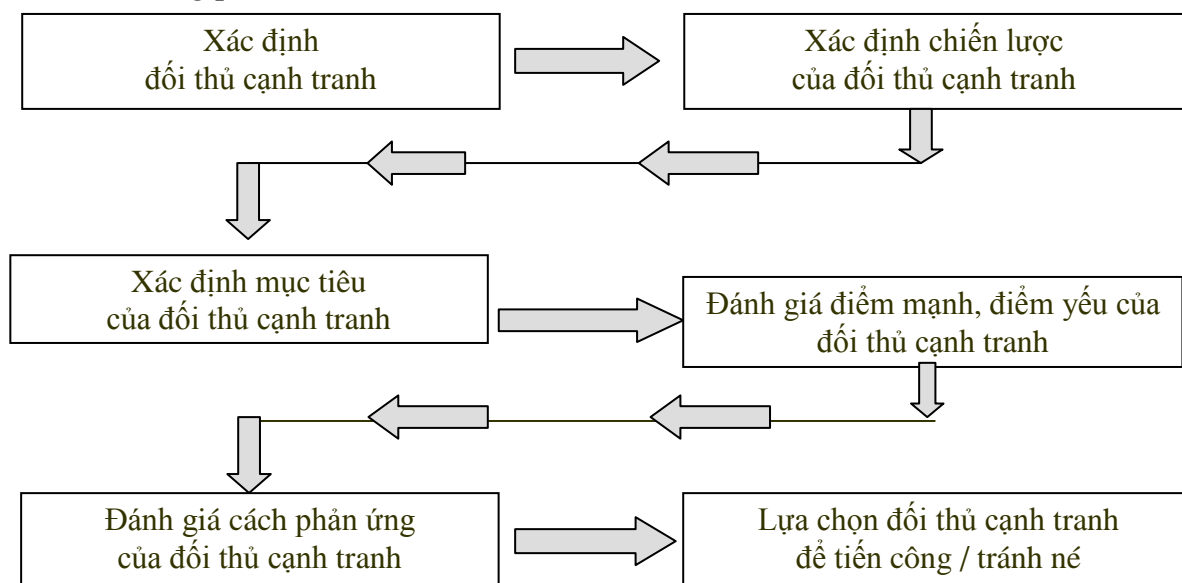 Xác định
đối thủ cạnh tranh
Xác định chiến lược
của đối thủ cạnh tranh
Xác định mục tiêu
của đối thủ cạnh tranh
Đánh giá điểm mạnh, điểm yếu của
đối thủ cạnh tranh
Đánh giá cách phản ứng
của đối thủ cạnh tranh
Lựa chọn đối thủ cạnh tranh
để tiến công / tránh né